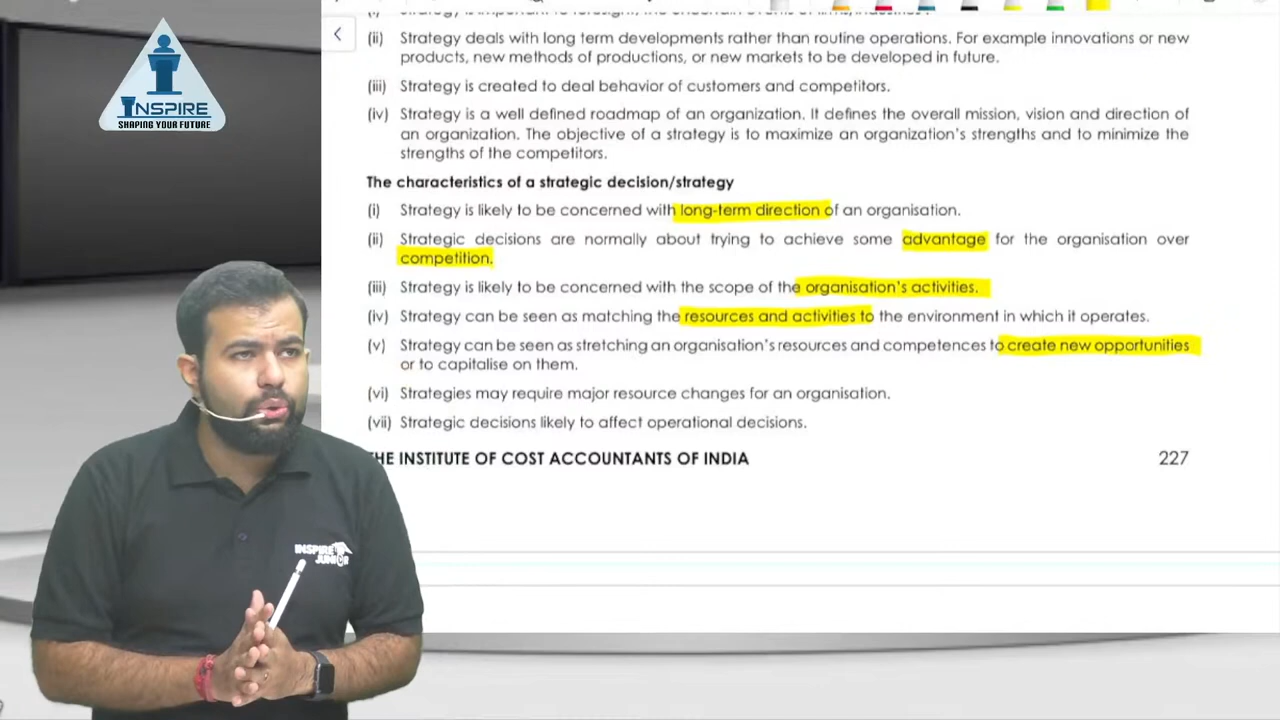 INSPIRE
SHAPING YOUR FUTURE
(ii) Strategy deals with long term developments rather than routine operations. For example innovations or new
products, new methods of productions, or new markets to be developed in future.
(iii) Strategy is created to deal behavior of customers and competitors.
(iv) Strategy is a well defined roadmap of an organization. It defines the overall mission, vision and direction of
an organization. The objective of a strategy is to maximize an organization's strengths and to minimize the
strengths of the competitors.
The characteristics of a strategic decision/strategy
(i) Strategy is likely to be concerned with long-term direction of an organisation.
(ii) Strategic decisions are normally about trying to achieve some advantage for the organisation over
competition.
(iii) Strategy is likely to be concerned with the scope of the organisation's activities.
(iv) Strategy can be seen as matching the resources and activities to the environment in which it operates.
(v) Strategy can be seen as stretching an organisation's resources and competences to create new opportunities
or to capitalise on them.
(vi) Strategies may require major resource changes for an organisation.
(vii) Strategic decisions likely to affect operational decisions.
THE INSTITUTE OF COST ACCOUNTANTS OF INDIA 227
INSPIRE
JUNIOR